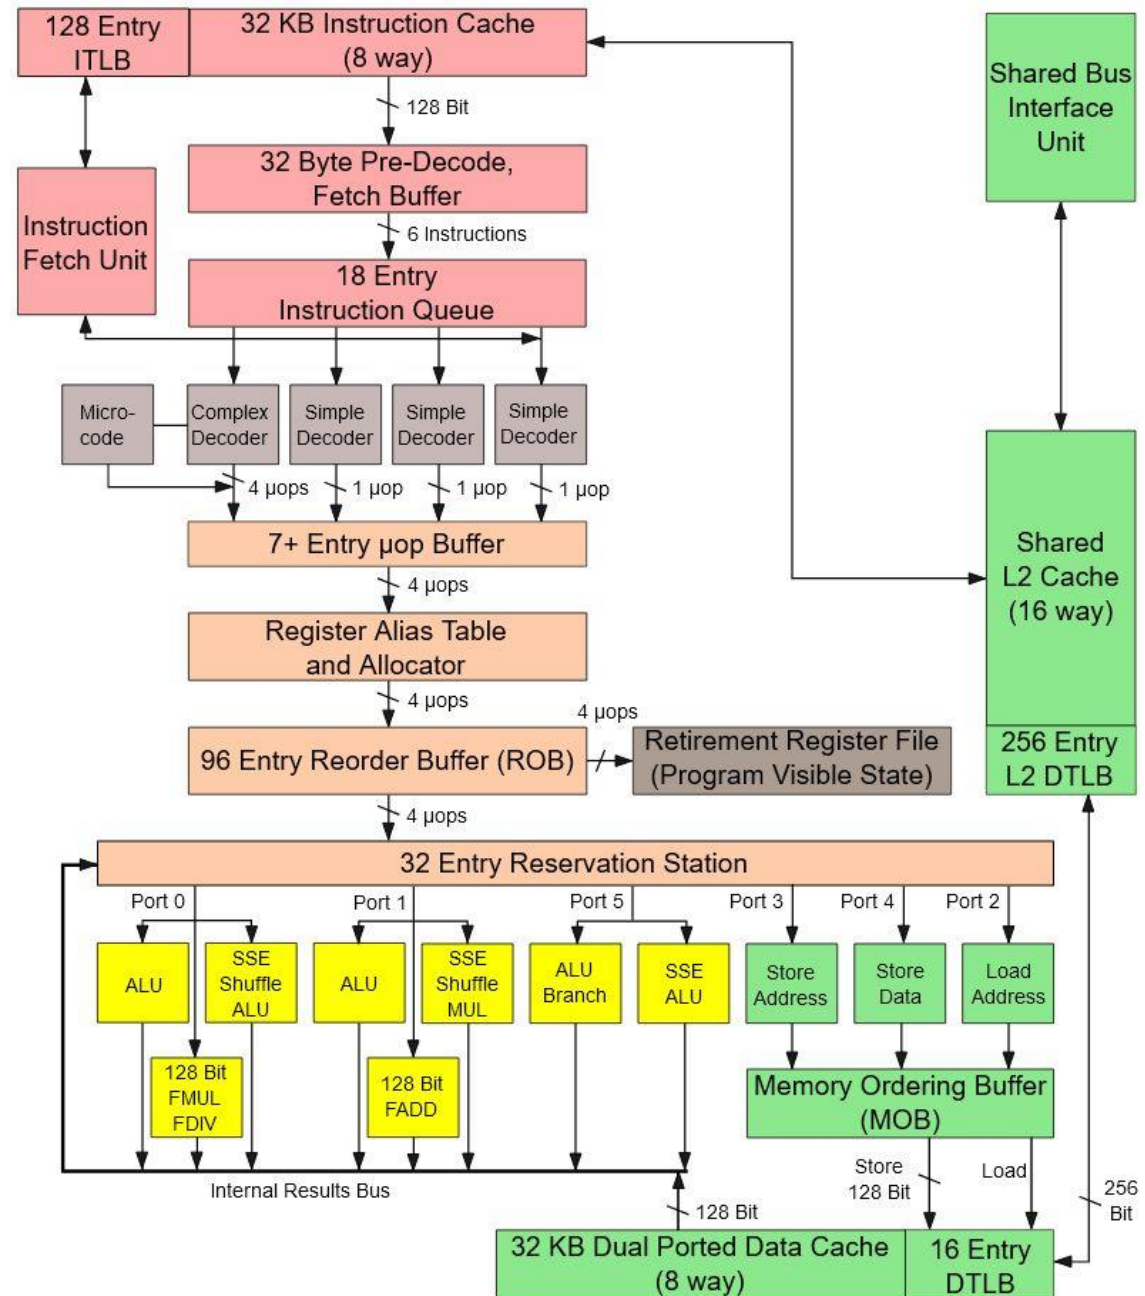 128 Entry
ITLB
32 KB Instruction Cache
(8 way)
Shared Bus
Interface
Unit
128 Bit
32 Byte Pre-Decode,
Fetch Buffer
Instruction
Fetch Unit
6 Instructions
18 Entry
Instruction Queue
Micro-
code
Complex
Decoder
Simple
Decoder
Simple
Decoder
Simple
Decoder
4 µops
1 µop
1 µop
1 µop
7+ Entry µop Buffer
Shared
L2 Cache
(16 way)
4 µops
Register Alias Table
and Allocator
4 µops
4 µops
96 Entry Reorder Buffer (ROB)
Retirement Register File
(Program Visible State)
256 Entry
L2 DTLB
4 µops
32 Entry Reservation Station
Port 0
Port 1
Port 5
Port 3
Port 4
Port 2
ALU
SSE
Shuffle
ALU
ALU
SSE
Shuffle
MUL
ALU
Branch
SSE
ALU
Store
Address
Store
Data
Load
Address
128 Bit
FMUL
FDIV
128 Bit
FADD
Memory Ordering Buffer
(MOB)
Internal Results Bus
Store
128 Bit
Load
256
Bit
128 Bit
32 KB Dual Ported Data Cache
(8 way)
16 Entry
DTLB